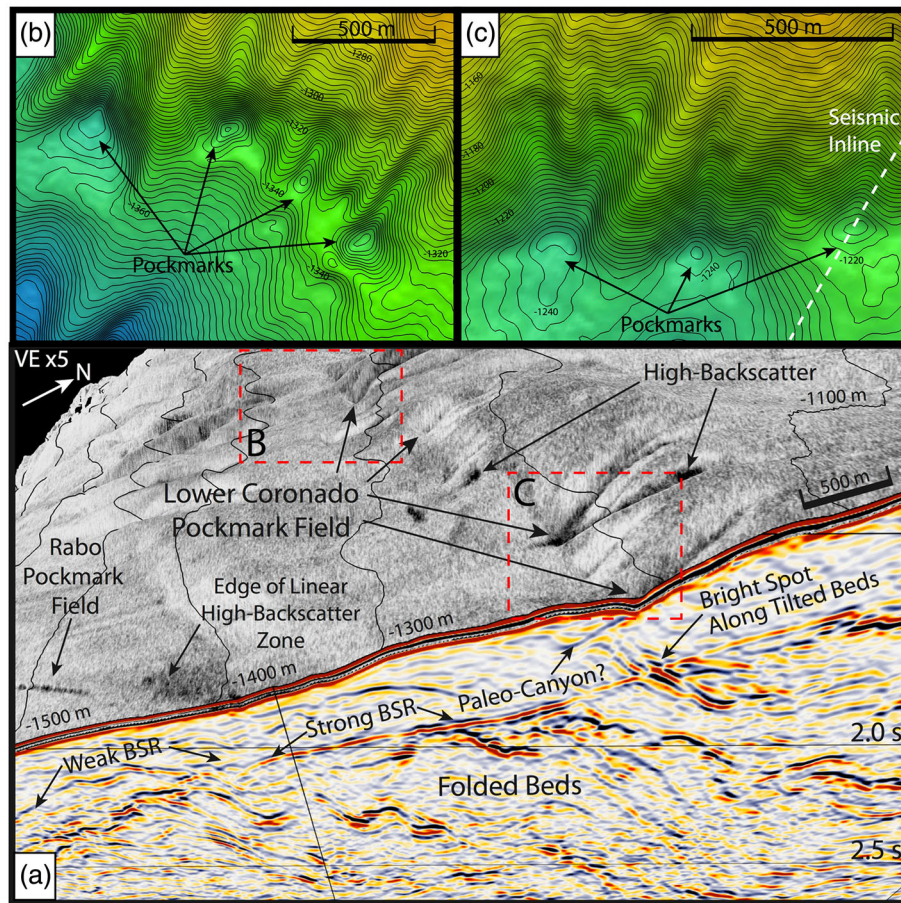 (b)
500 m
-1280
-1300
-1320
-1340
-1360
-1340
-1320
Pockmarks
(c)
500 m
-1160
-1180
-1200
-1220
Seismic
Inline
-1240
-1220
-1240
Pockmarks
VE x5
N
High-Backscatter
-1100 m
B
C
Lower Coronado
Pockmark Field
500 m
Rabo
Pockmark
Field
Edge of Linear
High-Backscatter
Zone
Bright Spot
Along Tilted Beds
-1300 m
-1400 m
-1500 m
Paleo-Canyon?
Strong BSR
Weak BSR
2.0 s
Folded Beds
2.5 s
(a)